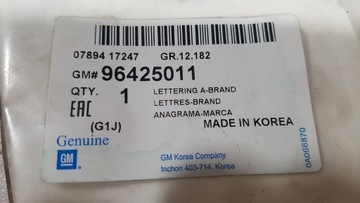 07894 17247 GR.12.182
GM# 96425011
QTY. 1 LETTERING A-BRAND
LETTRES-BRAND
ANAGRAMA-MARCA
EAC
(G1J) MADE IN KOREA
Genuine
GM
GM Korea Company
Inchon 403-714, Korea
0A066870